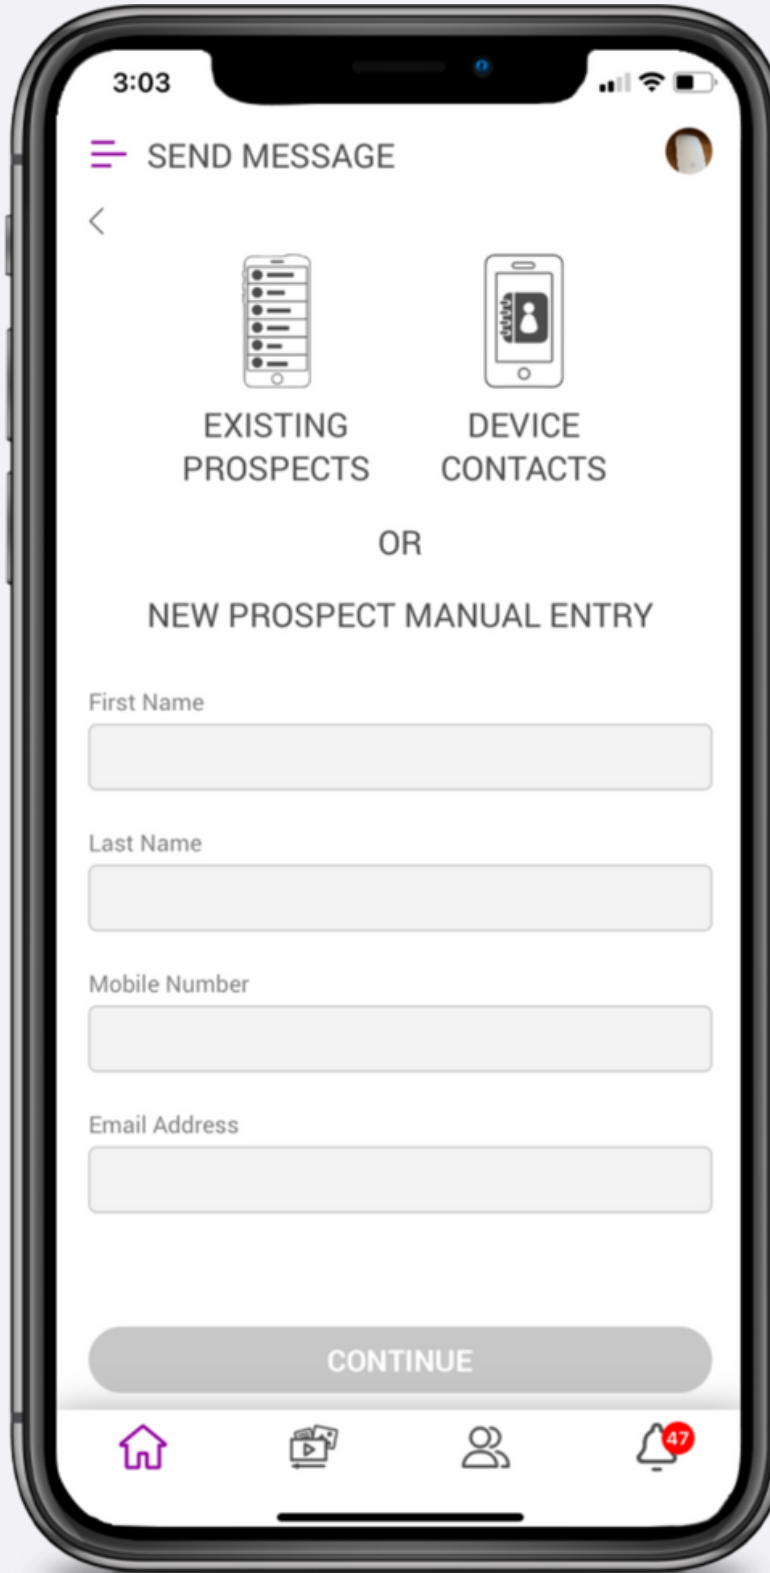 3:03
SEND MESSAGE
EXISTING
PROSPECTS
DEVICE
CONTACTS
OR
NEW PROSPECT MANUAL ENTRY
First Name
Last Name
Mobile Number
Email Address
CONTINUE
47